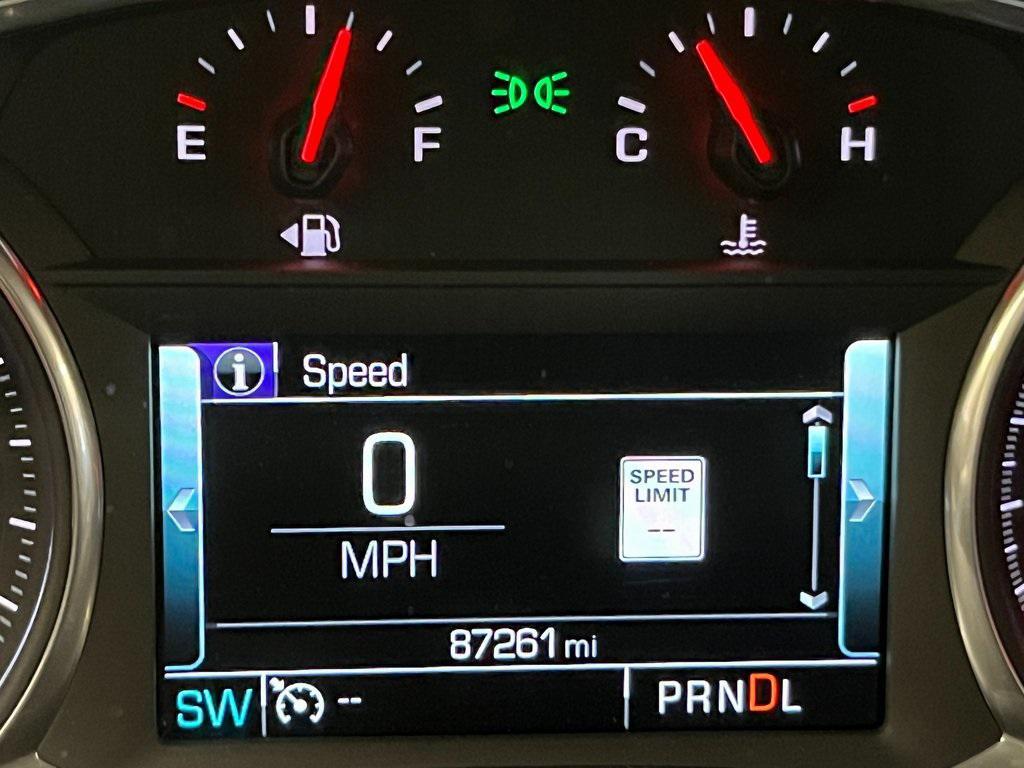 E F C H
Speed
0
MPH
SPEED
LIMIT
--
87261 mi
SW -- PRNDL